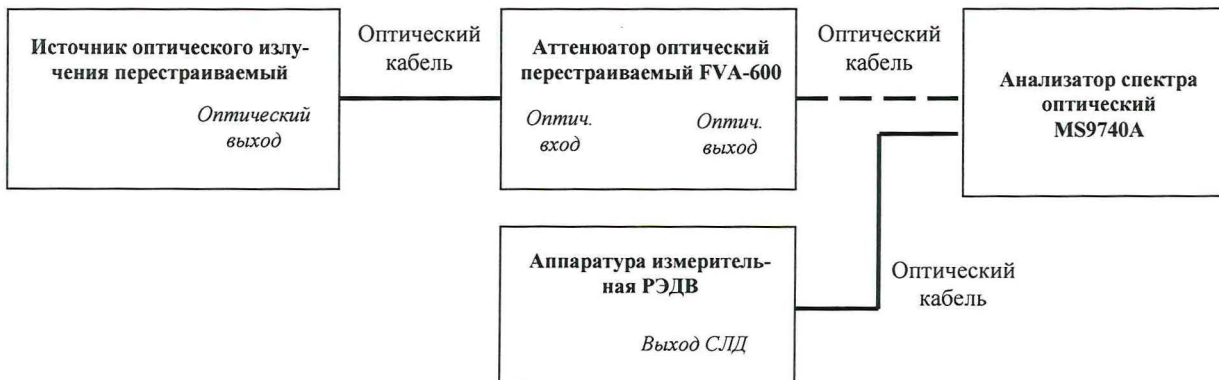 Источник оптического излу-
чения перестраиваемый
Оптический
выход
Оптический
кабель
Аттенюатор оптический
перестраиваемый FVA-600
Оптич.
вход
Оптич.
выход
Оптический
кабель
Анализатор спектра
оптический
MS9740A
Аппаратура измеритель-
ная РЭДВ
Выход СЛД
Оптический
кабель